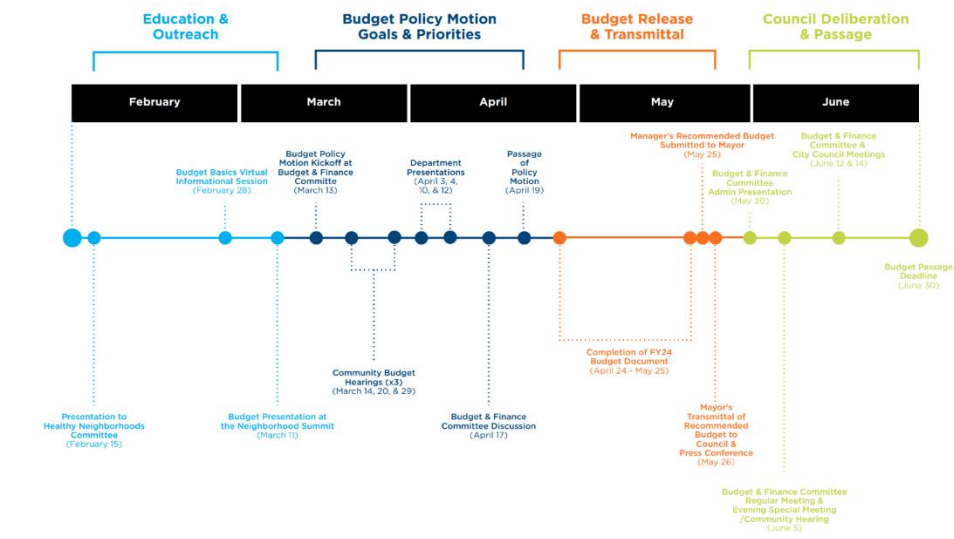 Education &
Outreach
Budget Policy Motion
Goals & Priorities
Budget Release
& Transmittal
Council Deliberation
& Passage
February
March
April
May
June
Budget Basics Virtual
Informational Session
(February 28)
Budget Policy
Motion Kickoff at
Budget & Finance
Committe
(March 13)
Department
Presentations
(April 3, 4,
10, & 12)
Passage
of
Policy
Motion
(April 19)
Manager's Recommended Budget
Submitted to Mayor
(May 25)
Budget & Finance
Committee
Admin Presentation
(May 30)
Budget & Finance
Committee &
City Council Meetings
(June 12 & 14)
Budget Passage
Deadline
(June 30)
Completion of FY24
Budget Document
(April 24 - May 25)
Community Budget
Hearings (x3)
(March 14, 20, & 29)
Presentation to
Healthy Neighborhoods
Committee
(February 15)
Budget Presentation at
the Neighborhood Summit
(March 11)
Budget & Finance
Committee Discussion
(April 17)
Mayor's
Transmittal of
Recommended
Budget to
Council &
Press Conference
(May 26)
Budget & Finance Committee
Regular Meeting &
Evening Special Meeting
/Community Hearing
(June 5)